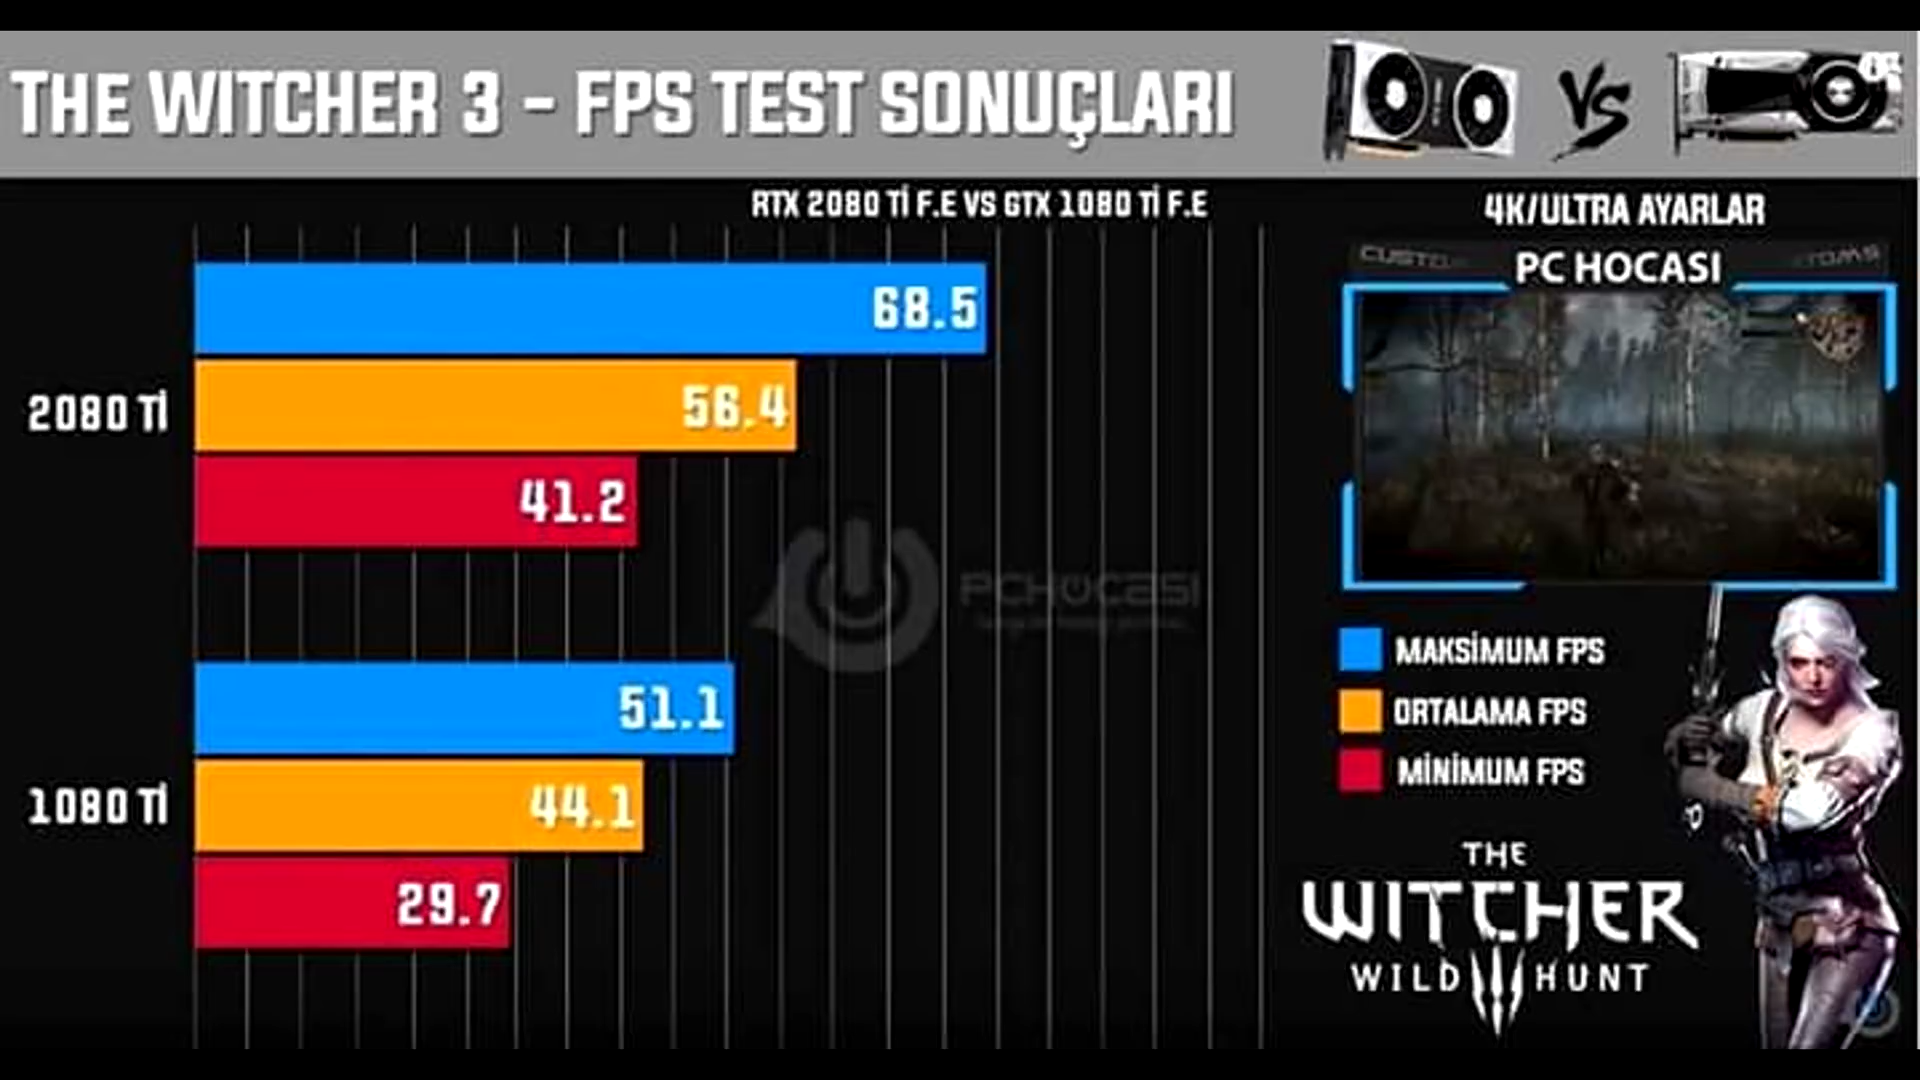 THE WITCHER 3 - FPS TEST SONUÇLARI
VS
RTX 2080 Tİ F.E VS GTX 1080 Tİ F.E
4K/ULTRA AYARLAR
PC HOCASI
2080 Tİ
68.5
56.4
41.2
PCHOCASI
1080 Tİ
51.1
44.1
29.7
MAKSİMUM FPS
ORTALAMA FPS
MİNİMUM FPS
THE
WITCHER
WILD HUNT